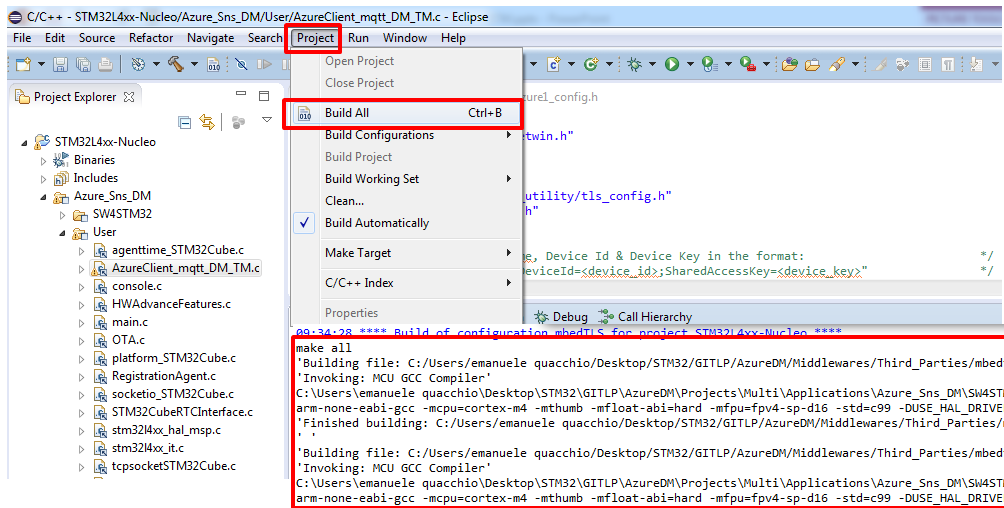 C/C++ - STM32L4xx-Nucleo/Azure_Sns_DM/User/AzureClient_mqtt_DM_TM.c - Eclipse
File Edit Source Refactor Navigate Search Project Run Window Help
Project Explorer
STM32L4xx-Nucleo
Binaries
Includes
Azure_Sns_DM
SW4STM32
User
agenttime_STM32Cube.c
AzureClient_mqtt_DM_TM.c
console.c
HWAdvanceFeatures.c
main.c
OTA.c
platform_STM32Cube.c
RegistrationAgent.c
socketio_STM32Cube.c
STM32CubeRTCInterface.c
stm32l4xx_hal_msp.c
stm32l4xx_it.c
tcpsocketSTM32Cube.c
Open Project
Close Project
Build All Ctrl+B
Build Configurations
Build Project
Build Working Set
Clean...
Build Automatically
Make Target
C/C++ Index
Properties
ure1_config.h
etwin.h"
_utility/tls_config.h"
h"
e, Device Id & Device Key in the format: */
DeviceId=<device_id>;SharedAccessKey=<device_key>" */
Debug Call Hierarchy
09:34:28 **** Build of configuration mbedTLS for project STM32L4xx-Nucleo ****
make all
'Building file: C:/Users/emanuele quacchio/Desktop/STM32/GITLP/AzureDM/Middlewares/Third_Parties/mbed
'Invoking: MCU GCC Compiler'
C:\Users\emanuele quacchio\Desktop\STM32\GITLP\AzureDM\Projects\Multi\Applications\Azure_Sns_DM\SW4ST
arm-none-eabi-gcc -mcpu=cortex-m4 -mthumb -mfloat-abi=hard -mfpu=fpv4-sp-d16 -std=c99 -DUSE_HAL_DRIVE
'Finished building: C:/Users/emanuele quacchio/Desktop/STM32/GITLP/AzureDM/Middlewares/Third_Parties/m
' '
'Building file: C:/Users/emanuele quacchio/Desktop/STM32/GITLP/AzureDM/Middlewares/Third_Parties/mbed
'Invoking: MCU GCC Compiler'
C:\Users\emanuele quacchio\Desktop\STM32\GITLP\AzureDM\Projects\Multi\Applications\Azure_Sns_DM\SW4ST
arm-none-eabi-gcc -mcpu=cortex-m4 -mthumb -mfloat-abi=hard -mfpu=fpv4-sp-d16 -std=c99 -DUSE_HAL_DRIVE